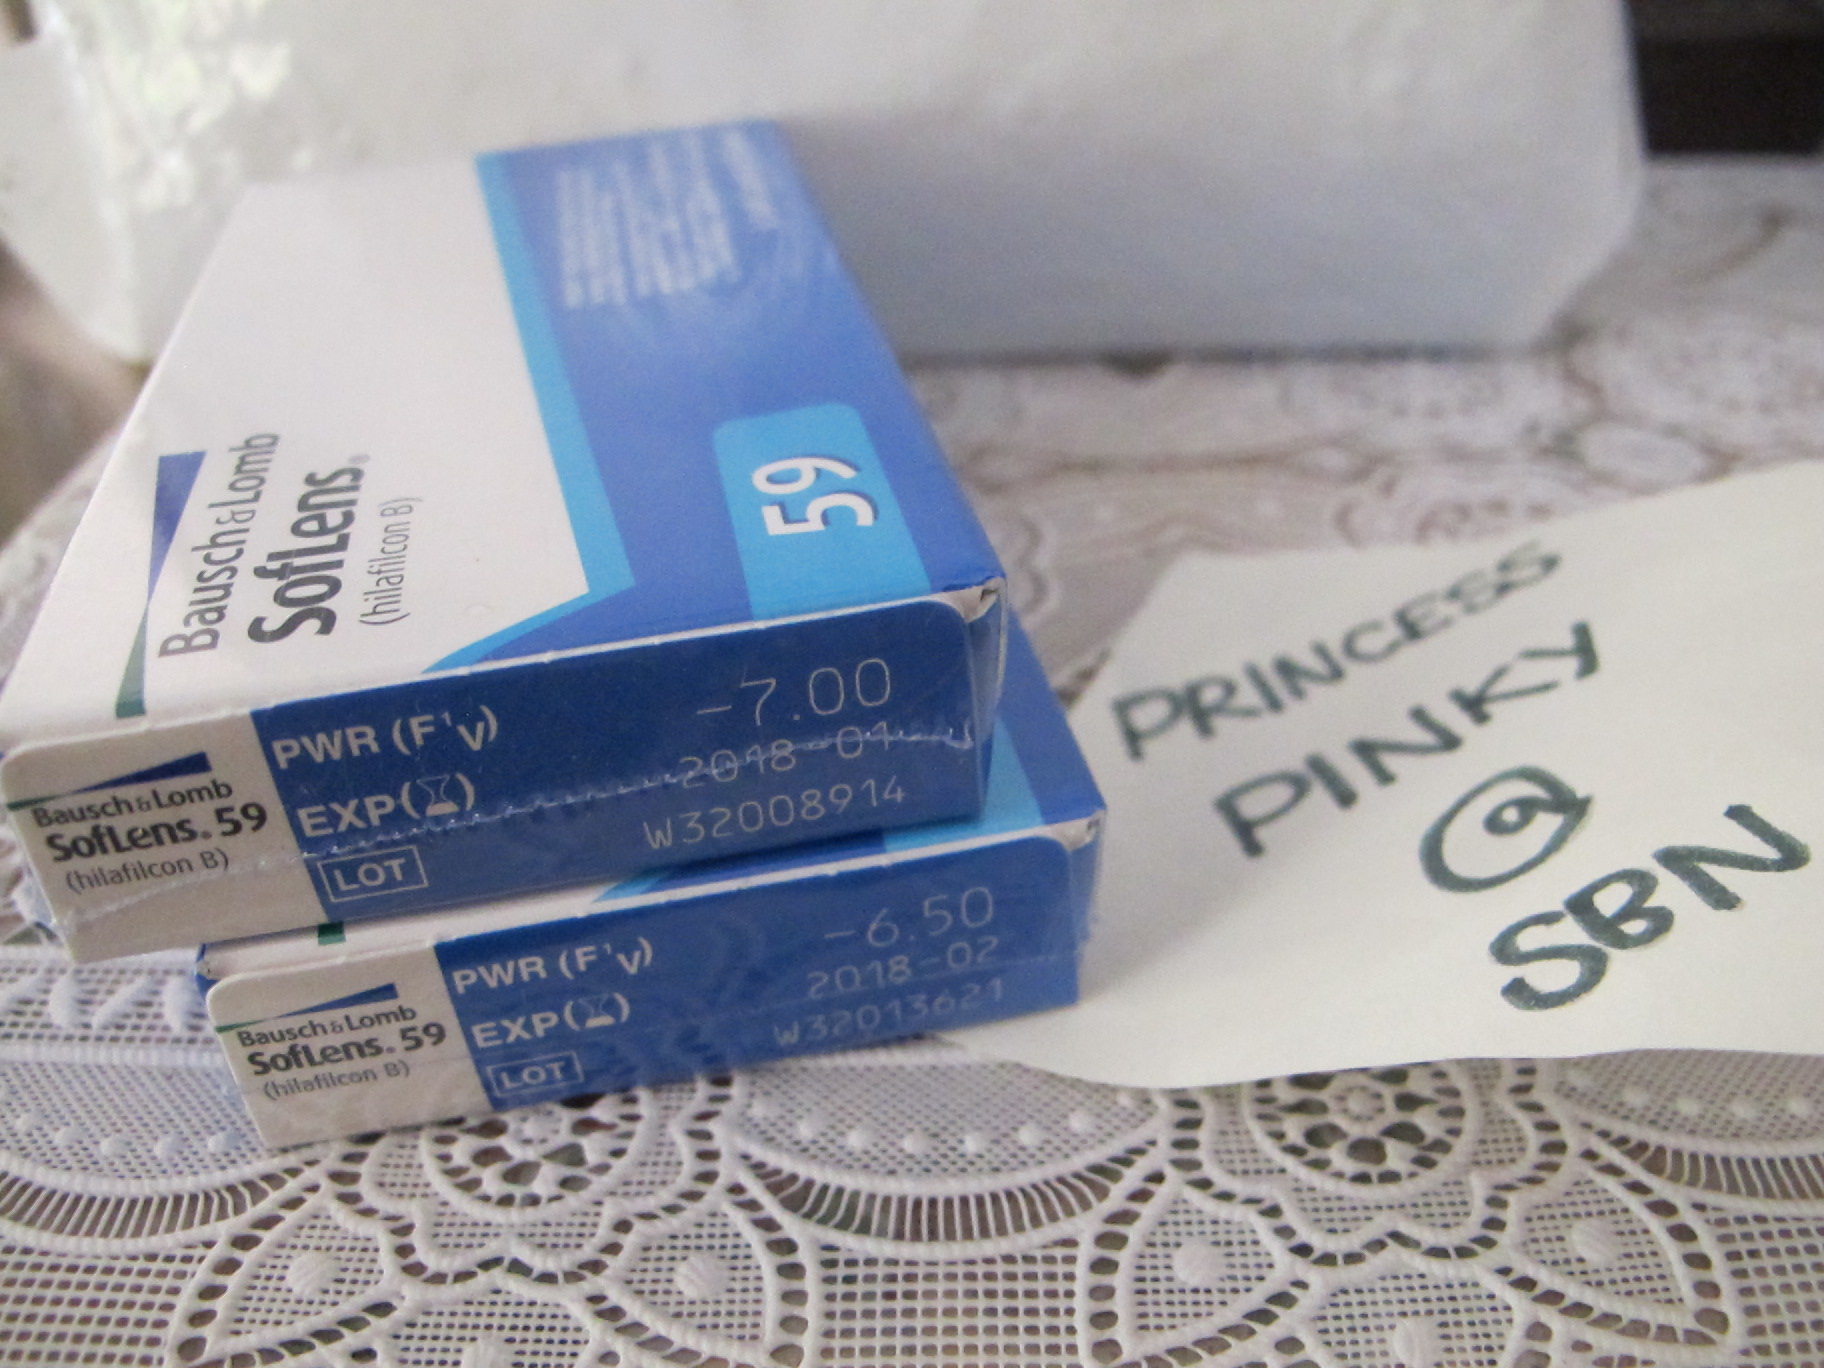 Bausch & Lomb
SofLens®
(hilafilcon B)
59
Bausch & Lomb
SofLens® 59
(hilafilcon B)
PWR (F'v) -7.00
EXP(⌛) 2018-01
LOT W32008914
Bausch & Lomb
SofLens® 59
(hilafilcon B)
PWR (F'v) -6.50
EXP(⌛) 2018-02
LOT W32013621
PRINCESS
PINKY
@
SBN